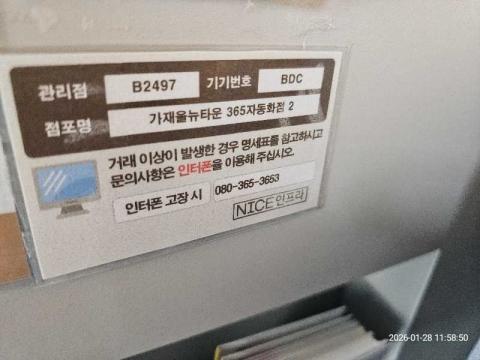 관리점 B2497 기기번호 BDC
점포명 가재울뉴타운 365자동화점 2
거래 이상이 발생한 경우 명세표를 참고하시고
문의사항은 인터폰을 이용해 주십시오.
인터폰 고장 시 080-365-3653
NICE인프라
2026-01-28 11:58:50